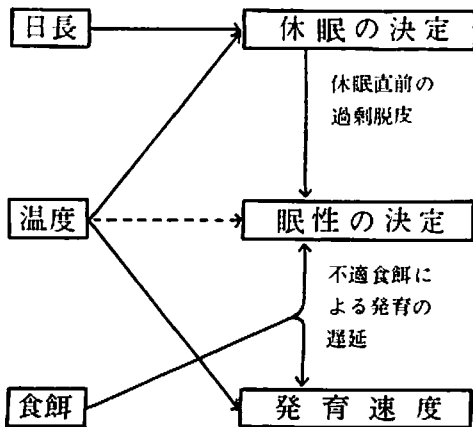 日長
休眠の決定
休眠直前の
過剰脱皮
温度
眠性の決定
不適食餌に
よる発育の
遅延
食餌
発育速度